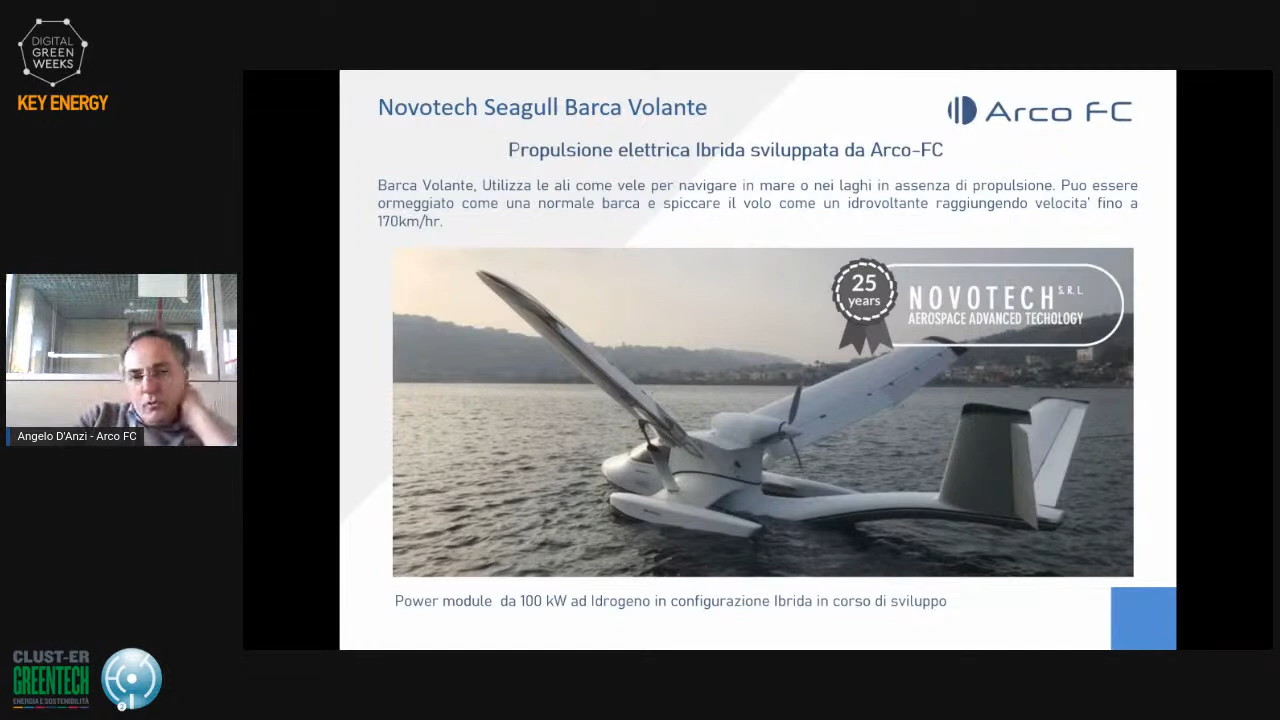 DIGITAL
GREEN
WEEKS
KEY ENERGY
Novotech Seagull Barca Volante
Arco FC
Propulsione elettrica Ibrida sviluppata da Arco-FC
Barca Volante, Utilizza le ali come vele per navigare in mare o nei laghi in assenza di propulsione. Puo essere
ormeggiato come una normale barca e spiccare il volo come un idrovolante raggiungendo velocita' fino a
170km/hr.
25
years
NOVOTECH S.R.L.
AEROSPACE ADVANCED TECHOLOGY
Angelo D'Anzi - Arco FC
Power module da 100 kW ad Idrogeno in configurazione Ibrida in corso di sviluppo
CLUST-ER
GREENTECH
ENERGIA E SOSTENIBILITÀ
2